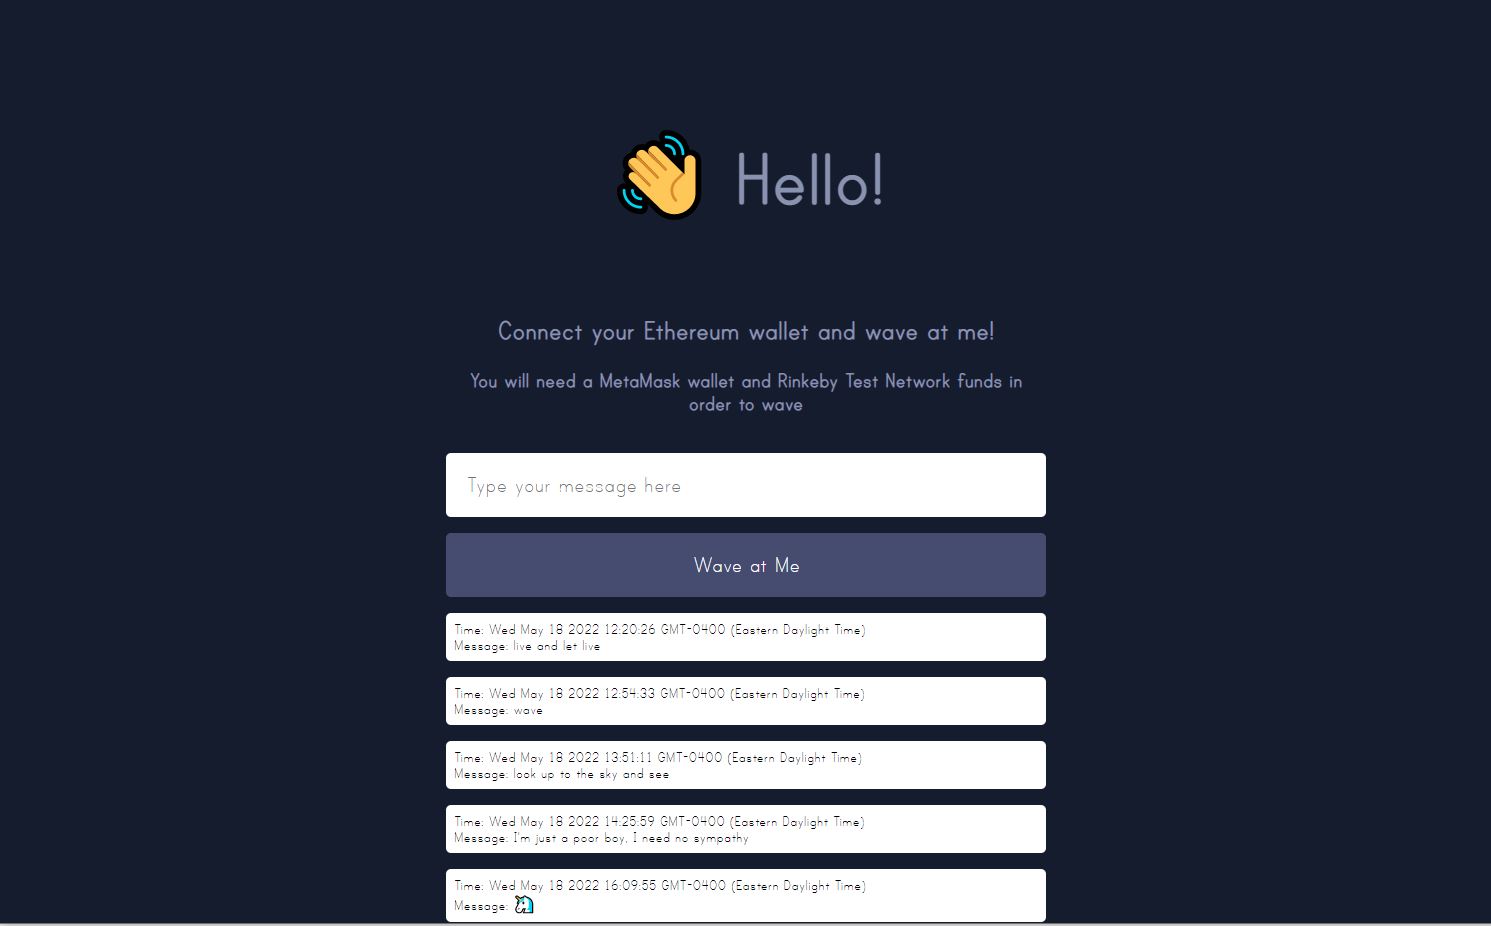 👋 Hello!
Connect your Ethereum wallet and wave at me!
You will need a MetaMask wallet and Rinkeby Test Network funds in
order to wave
Type your message here
Wave at Me
Time: Wed May 18 2022 12:20:26 GMT-0400 (Eastern Daylight Time)
Message: live and let live
Time: Wed May 18 2022 12:54:33 GMT-0400 (Eastern Daylight Time)
Message: wave
Time: Wed May 18 2022 13:51:11 GMT-0400 (Eastern Daylight Time)
Message: look up to the sky and see
Time: Wed May 18 2022 14:25:59 GMT-0400 (Eastern Daylight Time)
Message: I'm just a poor boy, I need no sympathy
Time: Wed May 18 2022 16:09:55 GMT-0400 (Eastern Daylight Time)
Message: 🦄